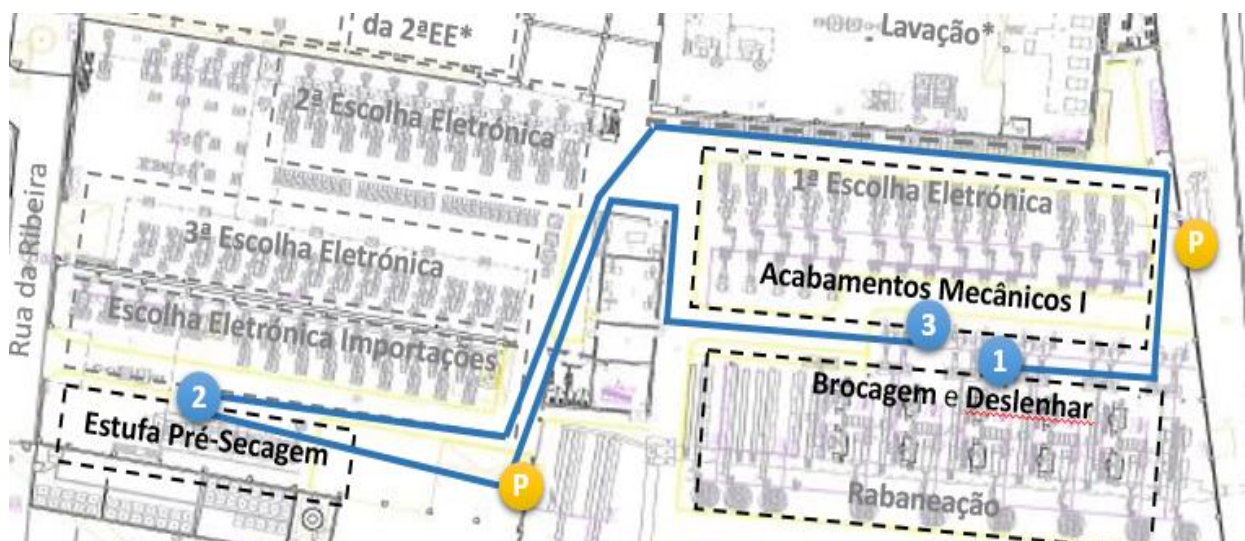 da 2ªEE*
Lavação*
2ª Escolha Eletrónica
1ª Escolha Eletrónica
P
3ª Escolha Eletrónica
Acabamentos Mecânicos I
Rua da Ribeira
Escolha Eletrónica Importações
3
1
2
Brocagem e Deslenhar
Estufa Pré-Secagem
P
Rabaneação